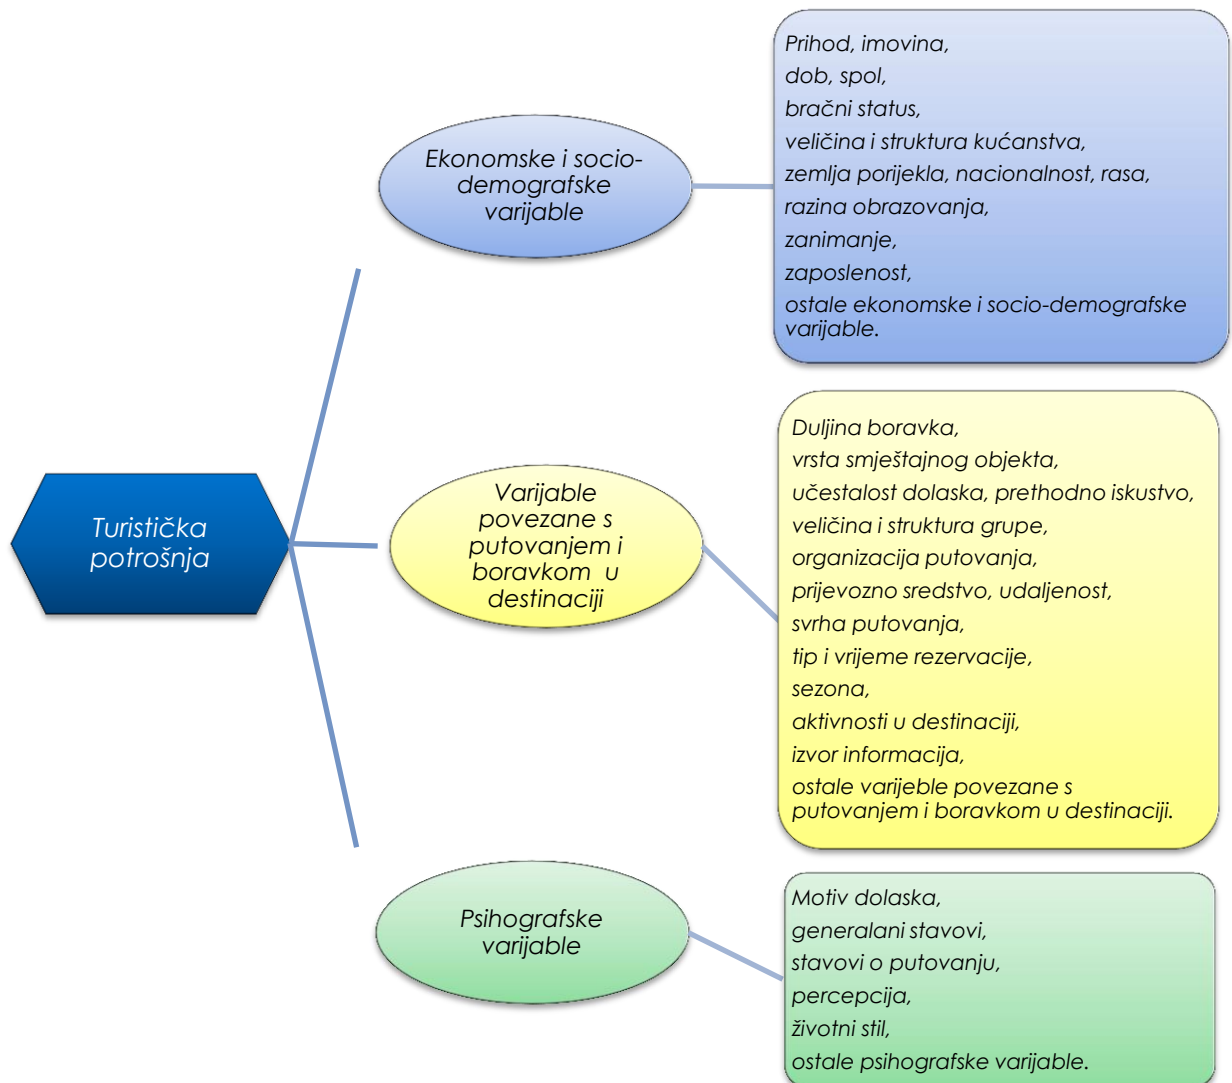 Turistička
potrošnja
Ekonomske i socio-
demografske
varijable
Prihod, imovina,
dob, spol,
bračni status,
veličina i struktura kućanstva,
zemlja porijekla, nacionalnost, rasa,
razina obrazovanja,
zanimanje,
zaposlenost,
ostale ekonomske i socio-demografske
varijable.
Varijable
povezane s
putovanjem i
boravkom u
destinaciji
Duljina boravka,
vrsta smještajnog objekta,
učestalost dolaska, prethodno iskustvo,
veličina i struktura grupe,
organizacija putovanja,
prijevozno sredstvo, udaljenost,
svrha putovanja,
tip i vrijeme rezervacije,
sezona,
aktivnosti u destinaciji,
izvor informacija,
ostale varijeble povezane s
putovanjem i boravkom u destinaciji.
Psihografske
varijable
Motiv dolaska,
generalani stavovi,
stavovi o putovanju,
percepcija,
životni stil,
ostale psihografske varijable.